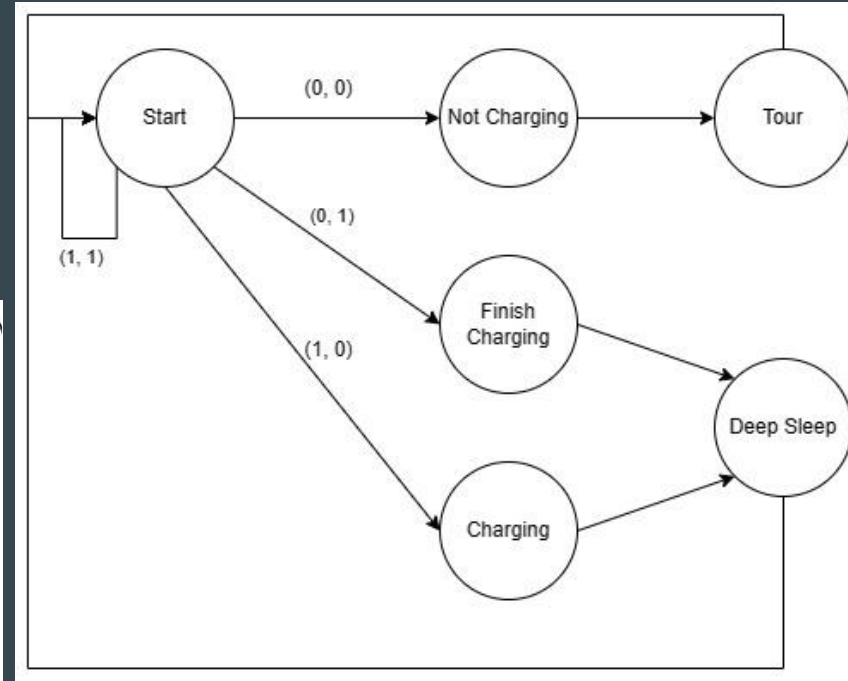 (0, 0)
Start
Not Charging
Tour
(0, 1)
(1, 1)
Finish
Charging
(1, 0)
Deep Sleep
Charging